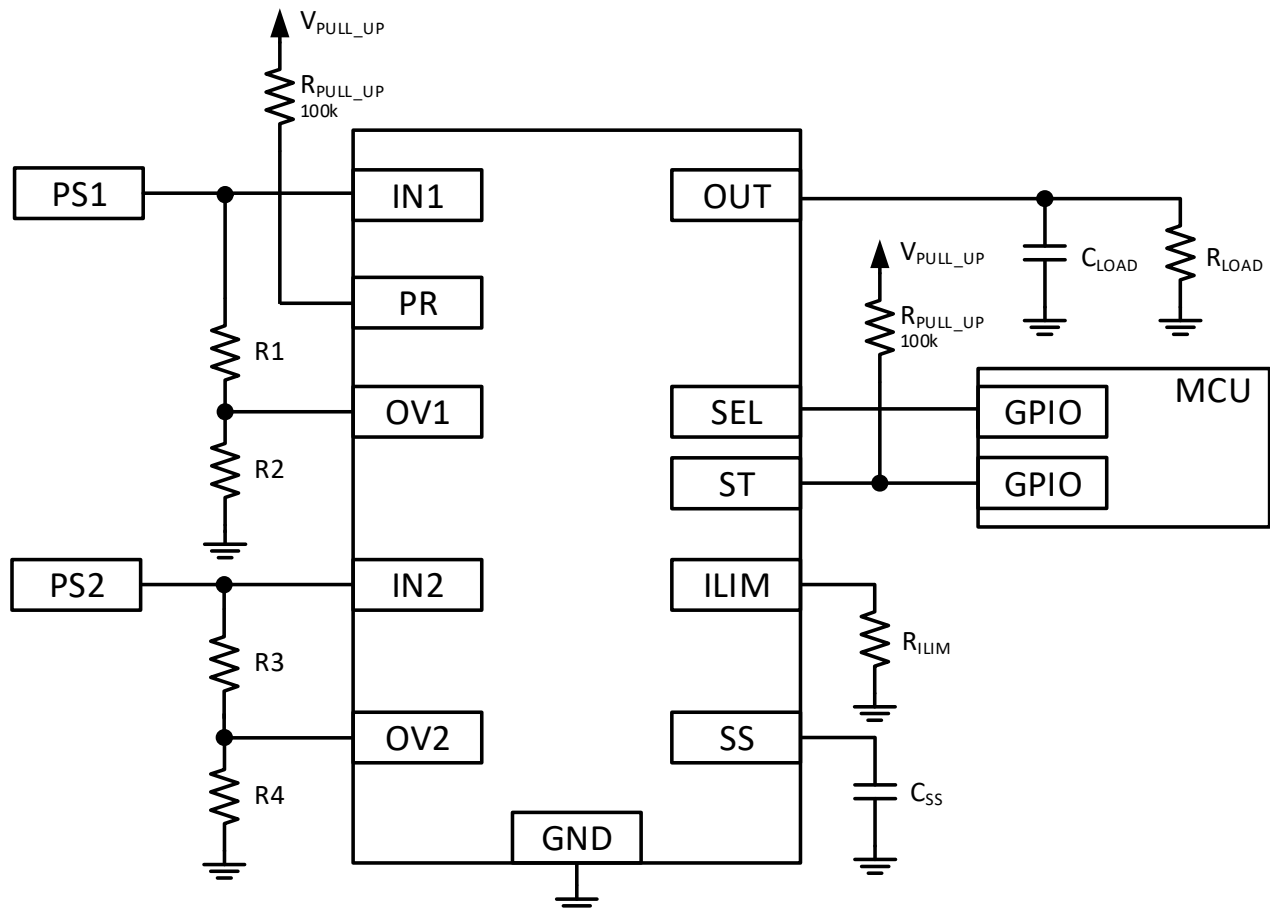 V_PULL_UP
R_PULL_UP
100k
PS1
IN1
OUT
PR
V_PULL_UP
C_LOAD
R_LOAD
R_PULL_UP
100k
R1
MCU
OV1
SEL
GPIO
R2
ST
GPIO
PS2
IN2
ILIM
R3
R_ILIM
OV2
SS
R4
C_SS
GND